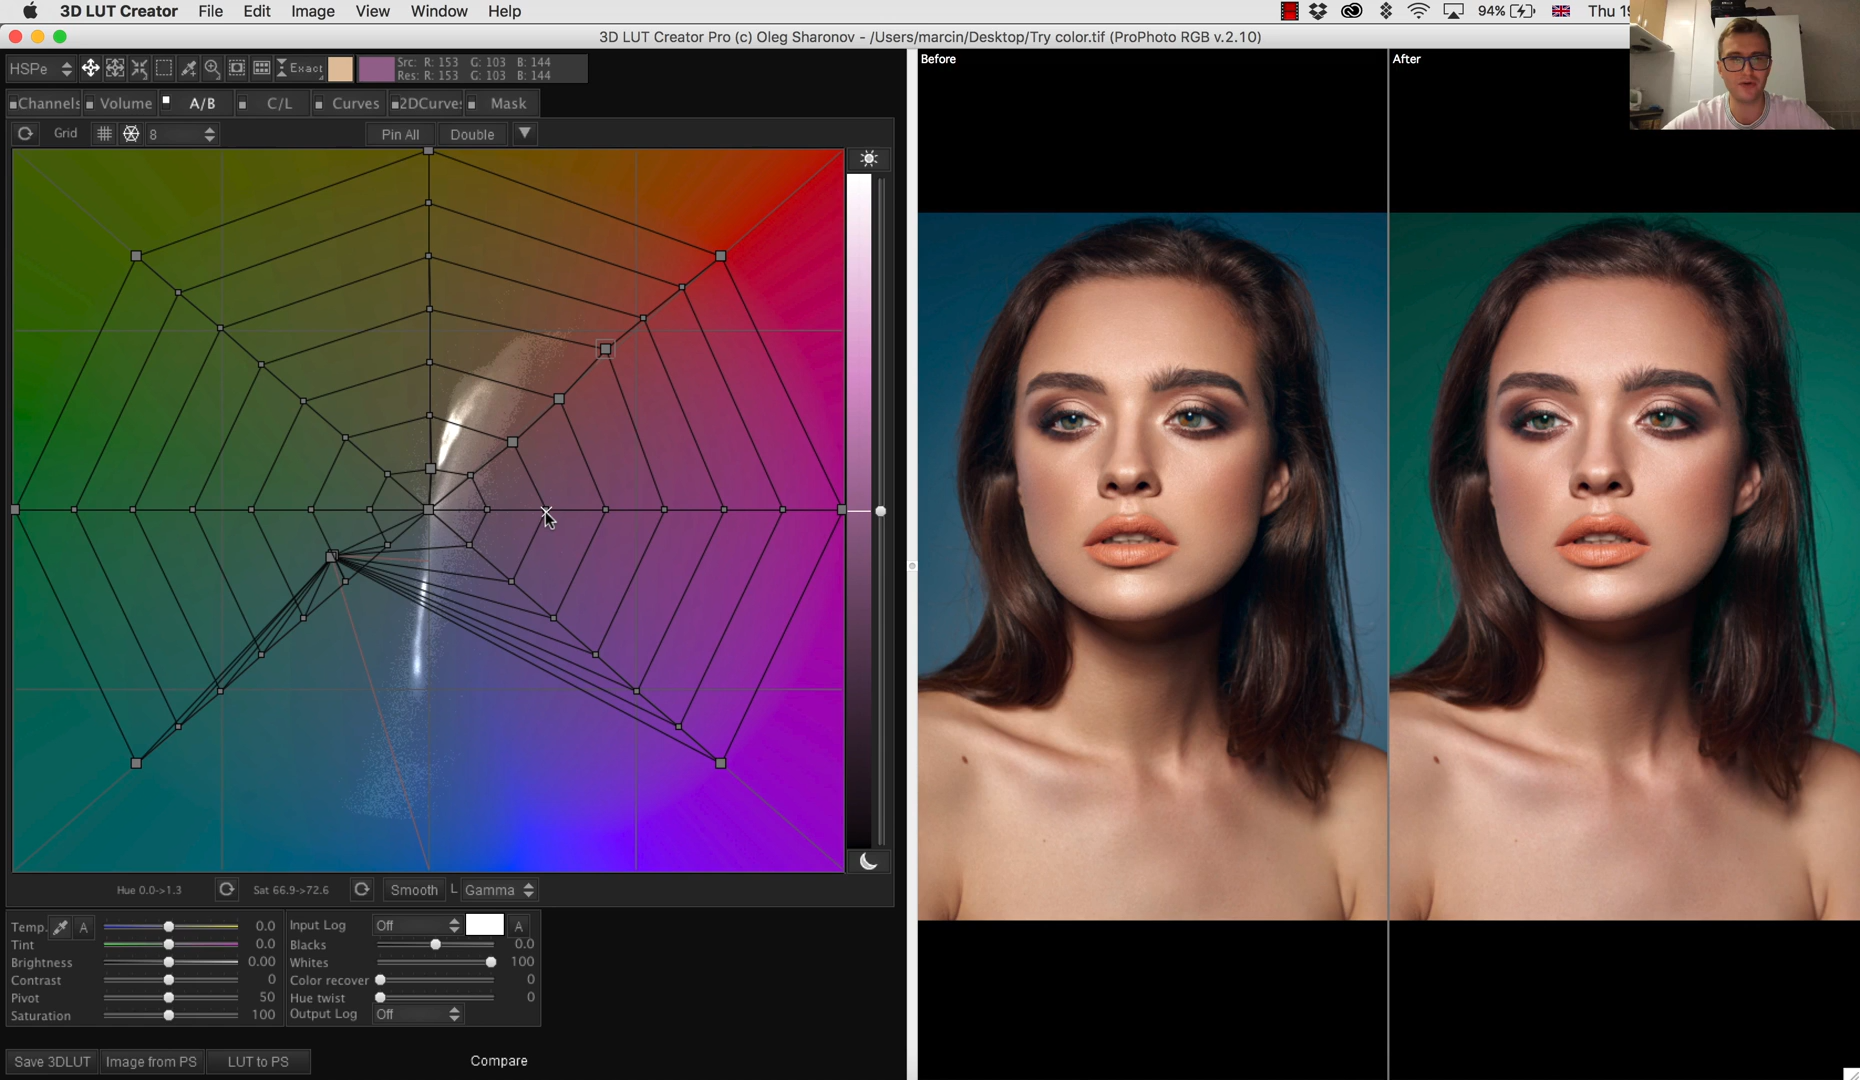 3D LUT Creator File Edit Image View Window Help 94% Thu 19
3D LUT Creator Pro (c) Oleg Sharonov - /Users/marcin/Desktop/Try color.tif (ProPhoto RGB v.2.10)
HSPe Exact Src: R: 153 G: 103 B: 144
Res: R: 153 G: 103 B: 144
Before After
Channels Volume A/B C/L Curves 2DCurves Mask
Grid 8 Pin All Double
Hue 0.0->1.3 Sat 66.9->72.6 Smooth L Gamma
Temp. A 0.0 Input Log Off A
Tint 0.0 Blacks 0.0
Brightness 0.00 Whites 100
Contrast 0 Color recover 0
Pivot 50 Hue twist 0
Saturation 100 Output Log Off
Save 3DLUT Image from PS LUT to PS Compare